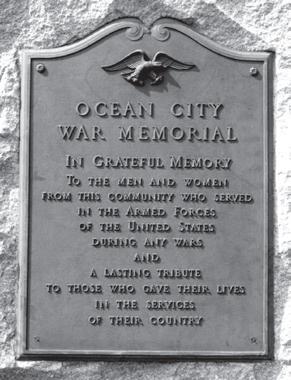 OCEAN CITY
WAR MEMORIAL
IN GRATEFUL MEMORY
TO THE MEN AND WOMEN
FROM THIS COMMUNITY WHO SERVED
IN THE ARMED FORCES
OF THE UNITED STATES
DURING ANY WARS
AND
A LASTING TRIBUTE
TO THOSE WHO GAVE THEIR LIVES
IN THE SERVICES
OF THEIR COUNTRY